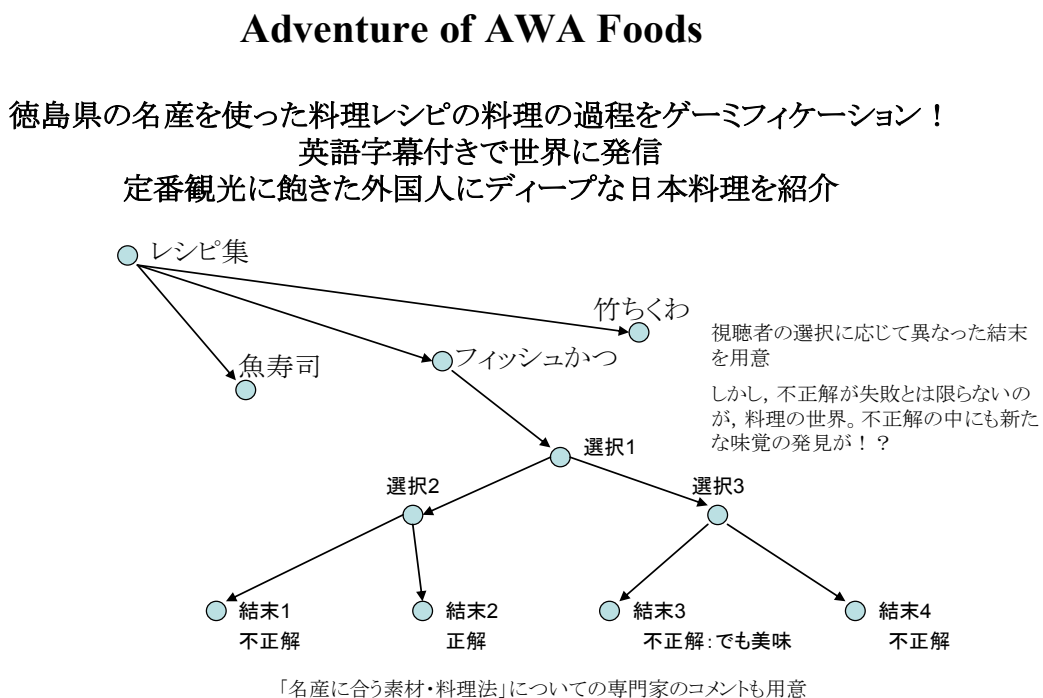 Adventure of AWA Foods
徳島県の名産を使った料理レシピの料理の過程をゲーミフィケーション！
英語字幕付きで世界に発信
定番観光に飽きた外国人にディープな日本料理を紹介
レシピ集
竹ちくわ
フィッシュかつ
魚寿司
視聴者の選択に応じて異なった結末
を用意
しかし，不正解が失敗とは限らないの
が，料理の世界。不正解の中にも新た
な味覚の発見が！？
選択1
選択2
選択3
結末1
不正解
結末2
正解
結末3
不正解：でも美味
結末4
不正解
「名産に合う素材・料理法」についての専門家のコメントも用意